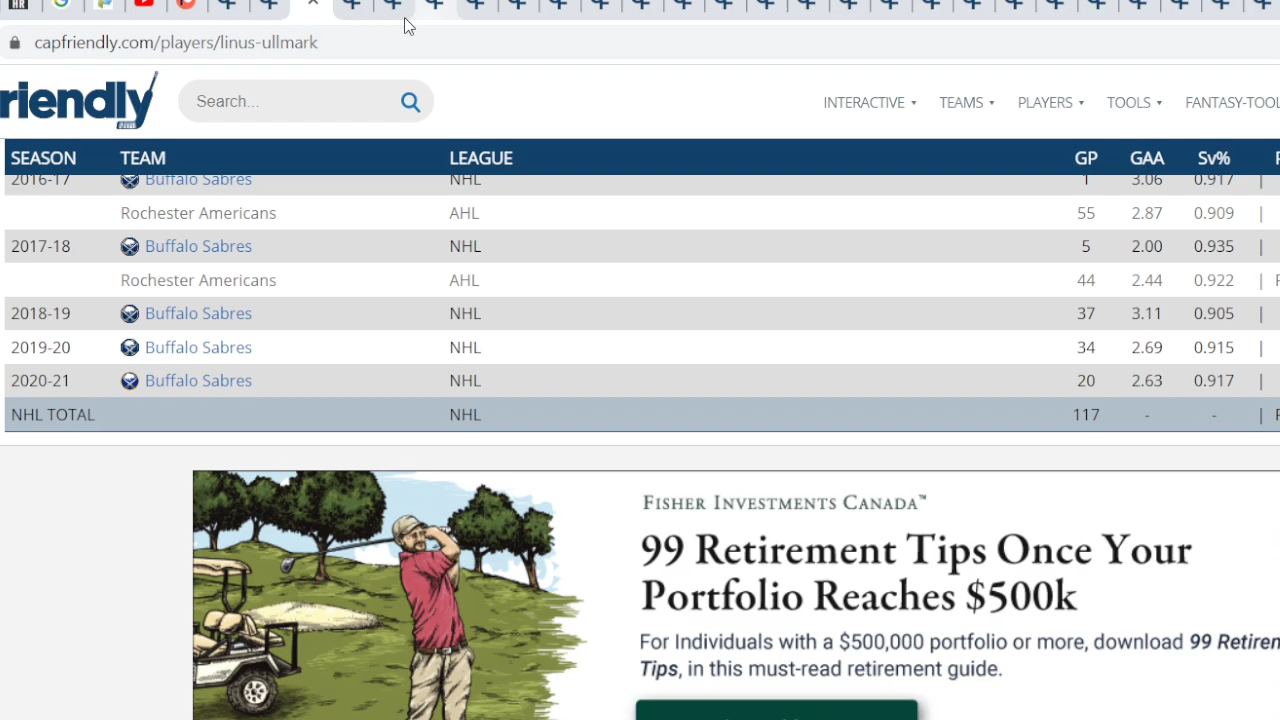 capfriendly.com/players/linus-ullmark
riendly
Search...
INTERACTIVE TEAMS PLAYERS TOOLS FANTASY-TOOL
SEASON TEAM LEAGUE GP GAA Sv%
2016-17 Buffalo Sabres NHL 1 3.06 0.917 |
Rochester Americans AHL 55 2.87 0.909 |
2017-18 Buffalo Sabres NHL 5 2.00 0.935 |
Rochester Americans AHL 44 2.44 0.922 |
2018-19 Buffalo Sabres NHL 37 3.11 0.905 |
2019-20 Buffalo Sabres NHL 34 2.69 0.915 |
2020-21 Buffalo Sabres NHL 20 2.63 0.917 |
NHL TOTAL NHL 117 - - |
FISHER INVESTMENTS CANADA™
99 Retirement Tips Once Your
Portfolio Reaches $500k
For Individuals with a $500,000 portfolio or more, download 99 Retiremen
Tips, in this must-read retirement guide.